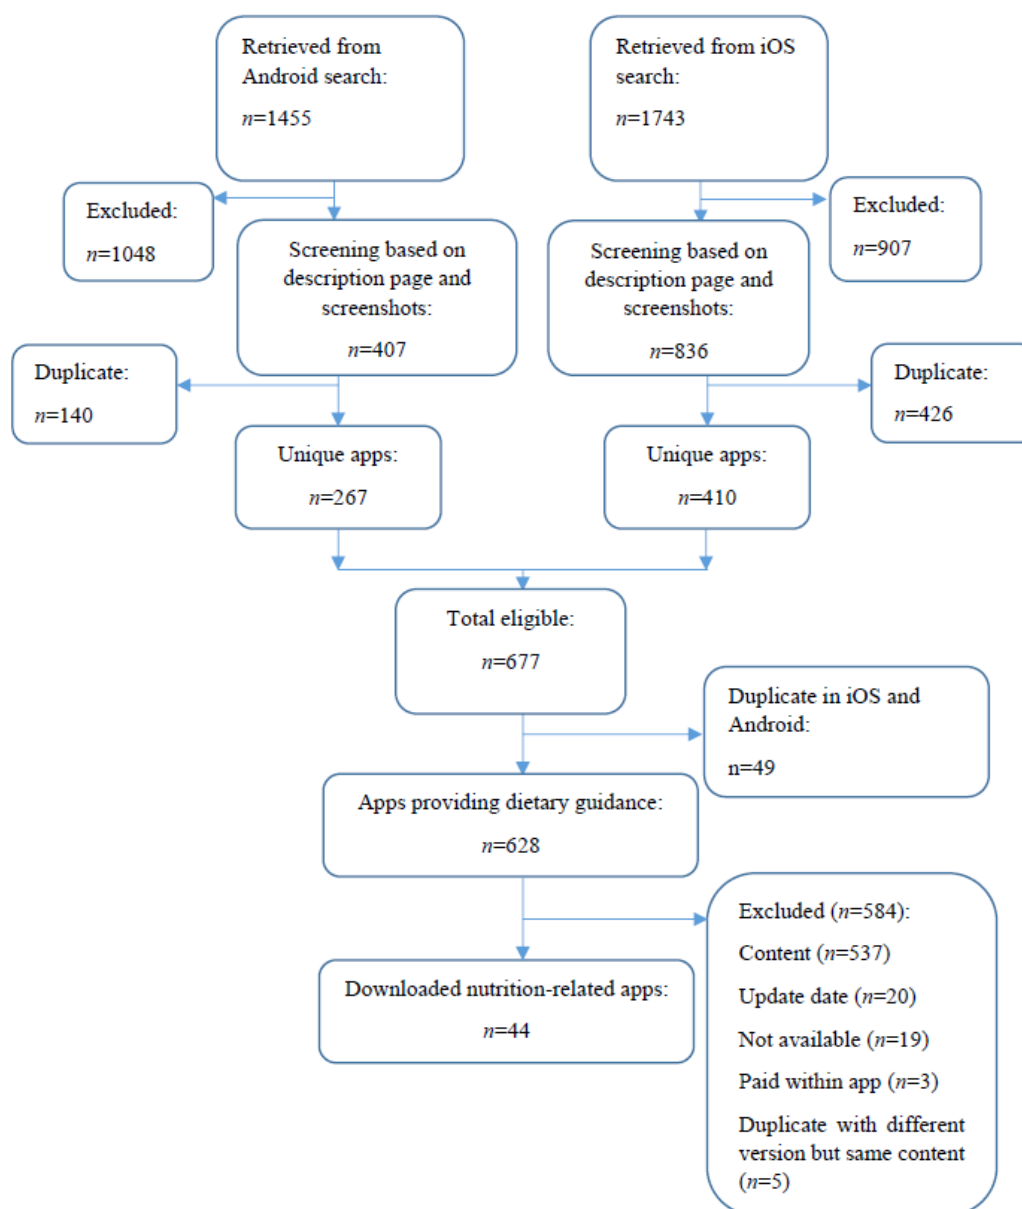 Retrieved from
Android search:
n=1455
Retrieved from iOS
search:
n=1743
Excluded:
n=1048
Excluded:
n=907
Screening based on
description page and
screenshots:
n=407
Screening based on
description page and
screenshots:
n=836
Duplicate:
n=140
Duplicate:
n=426
Unique apps:
n=267
Unique apps:
n=410
Total eligible:
n=677
Duplicate in iOS and
Android:
n=49
Apps providing dietary guidance:
n=628
Excluded (n=584):
Content (n=537)
Update date (n=20)
Not available (n=19)
Paid within app (n=3)
Duplicate with different
version but same content
(n=5)
Downloaded nutrition-related apps:
n=44